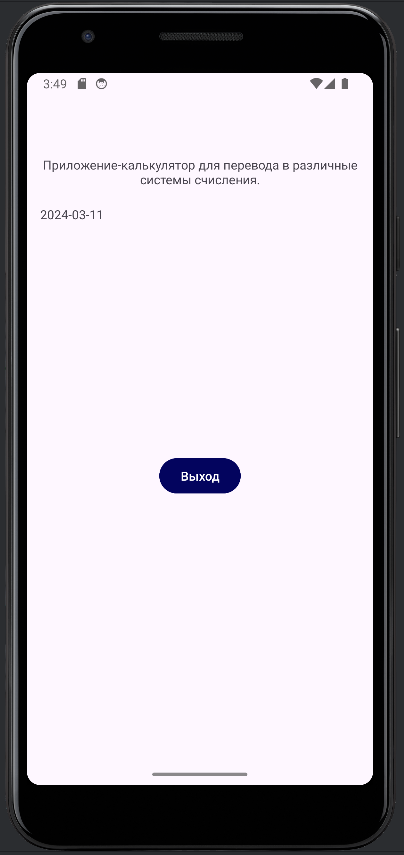 3:49
Приложение-калькулятор для перевода в различные
системы счисления.
2024-03-11
Выход